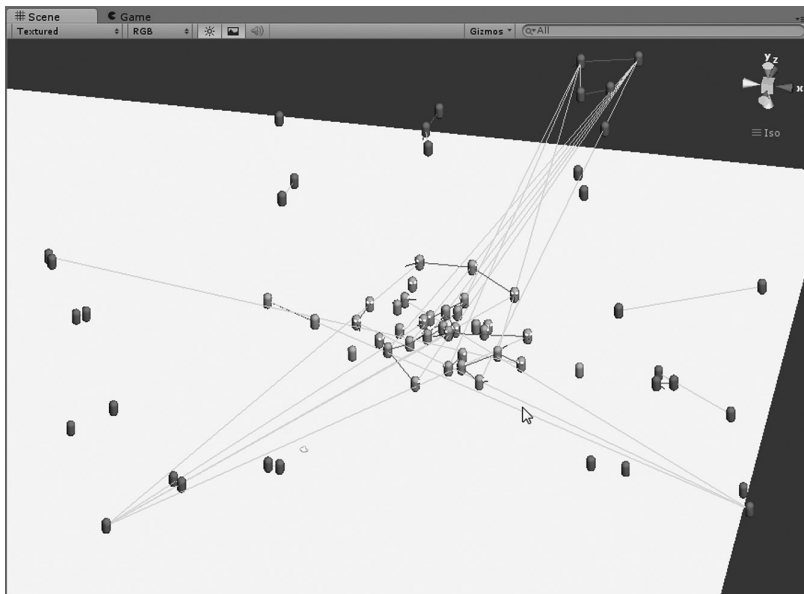 Scene
Game
Textured
RGB
Gizmos
All
y
z
x
Iso